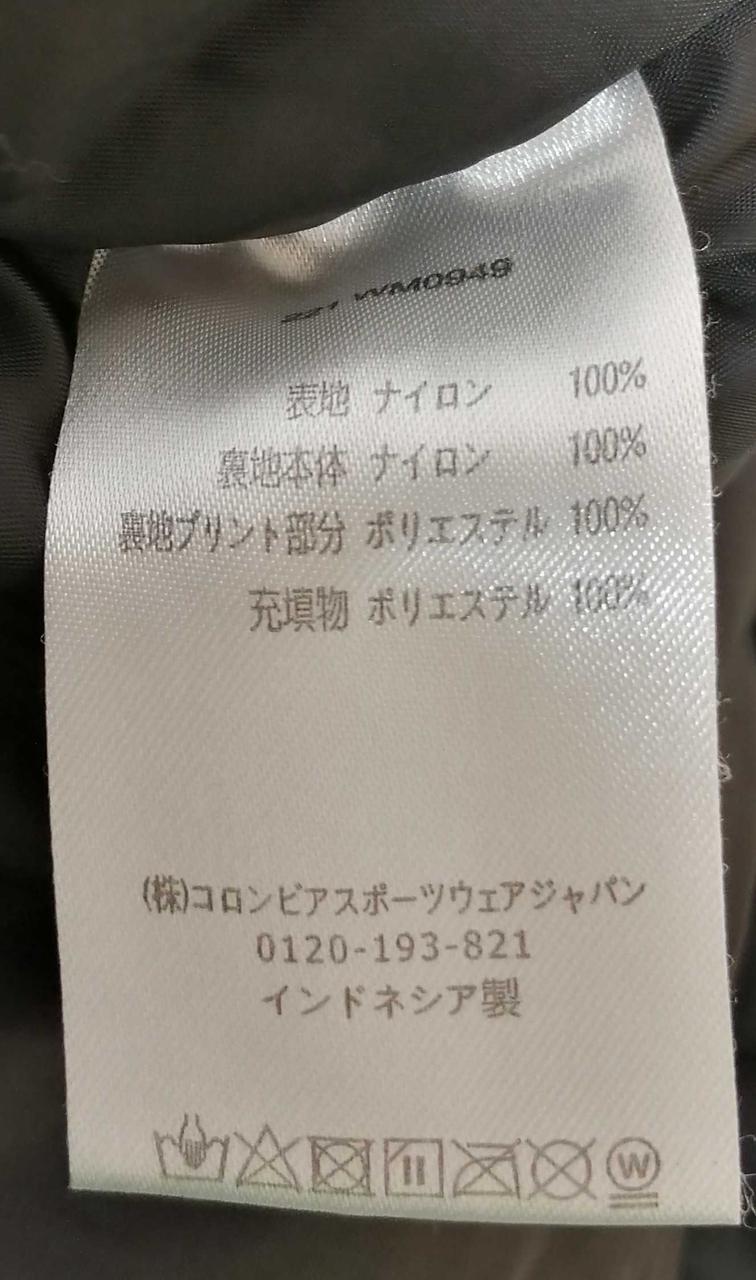 221 WM0949
表地 ナイロン 100%
裏地本体 ナイロン 100%
裏地プリント部分 ポリエステル 100%
充填物 ポリエステル 100%
(株)コロンビアスポーツウェアジャパン
0120-193-821
インドネシア製
W